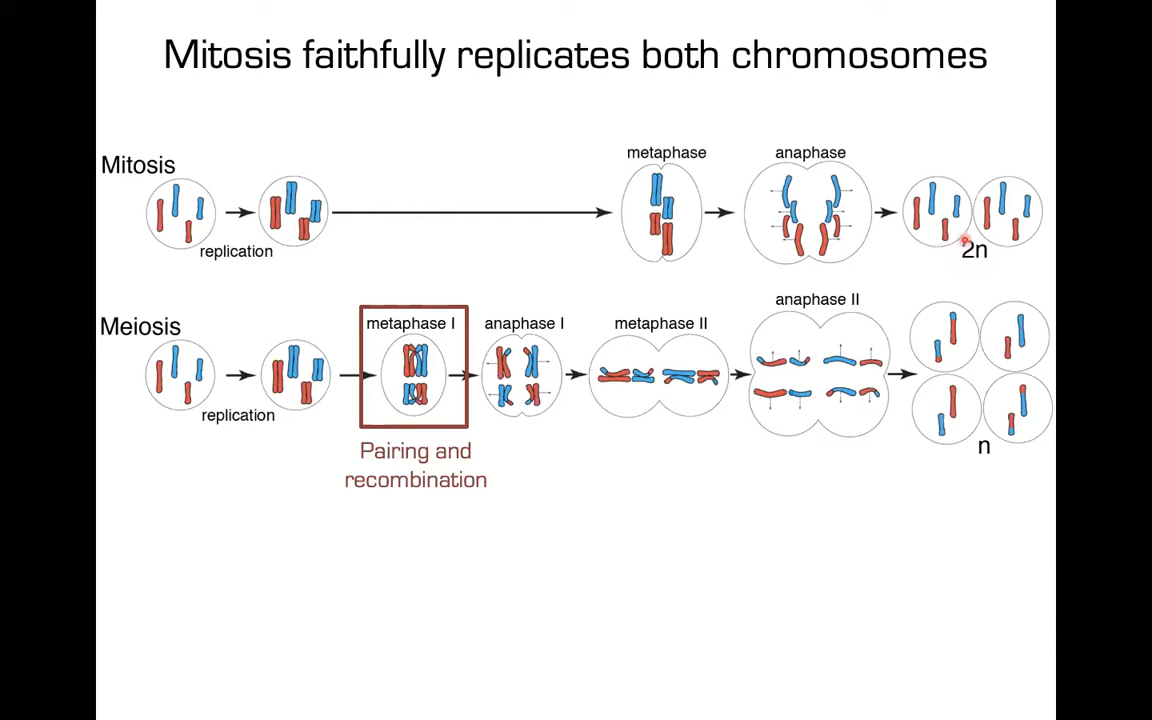 Mitosis faithfully replicates both chromosomes
Mitosis
metaphase
anaphase
replication
2n
Meiosis
metaphase I
anaphase I
metaphase II
anaphase II
replication
n
Pairing and
recombination